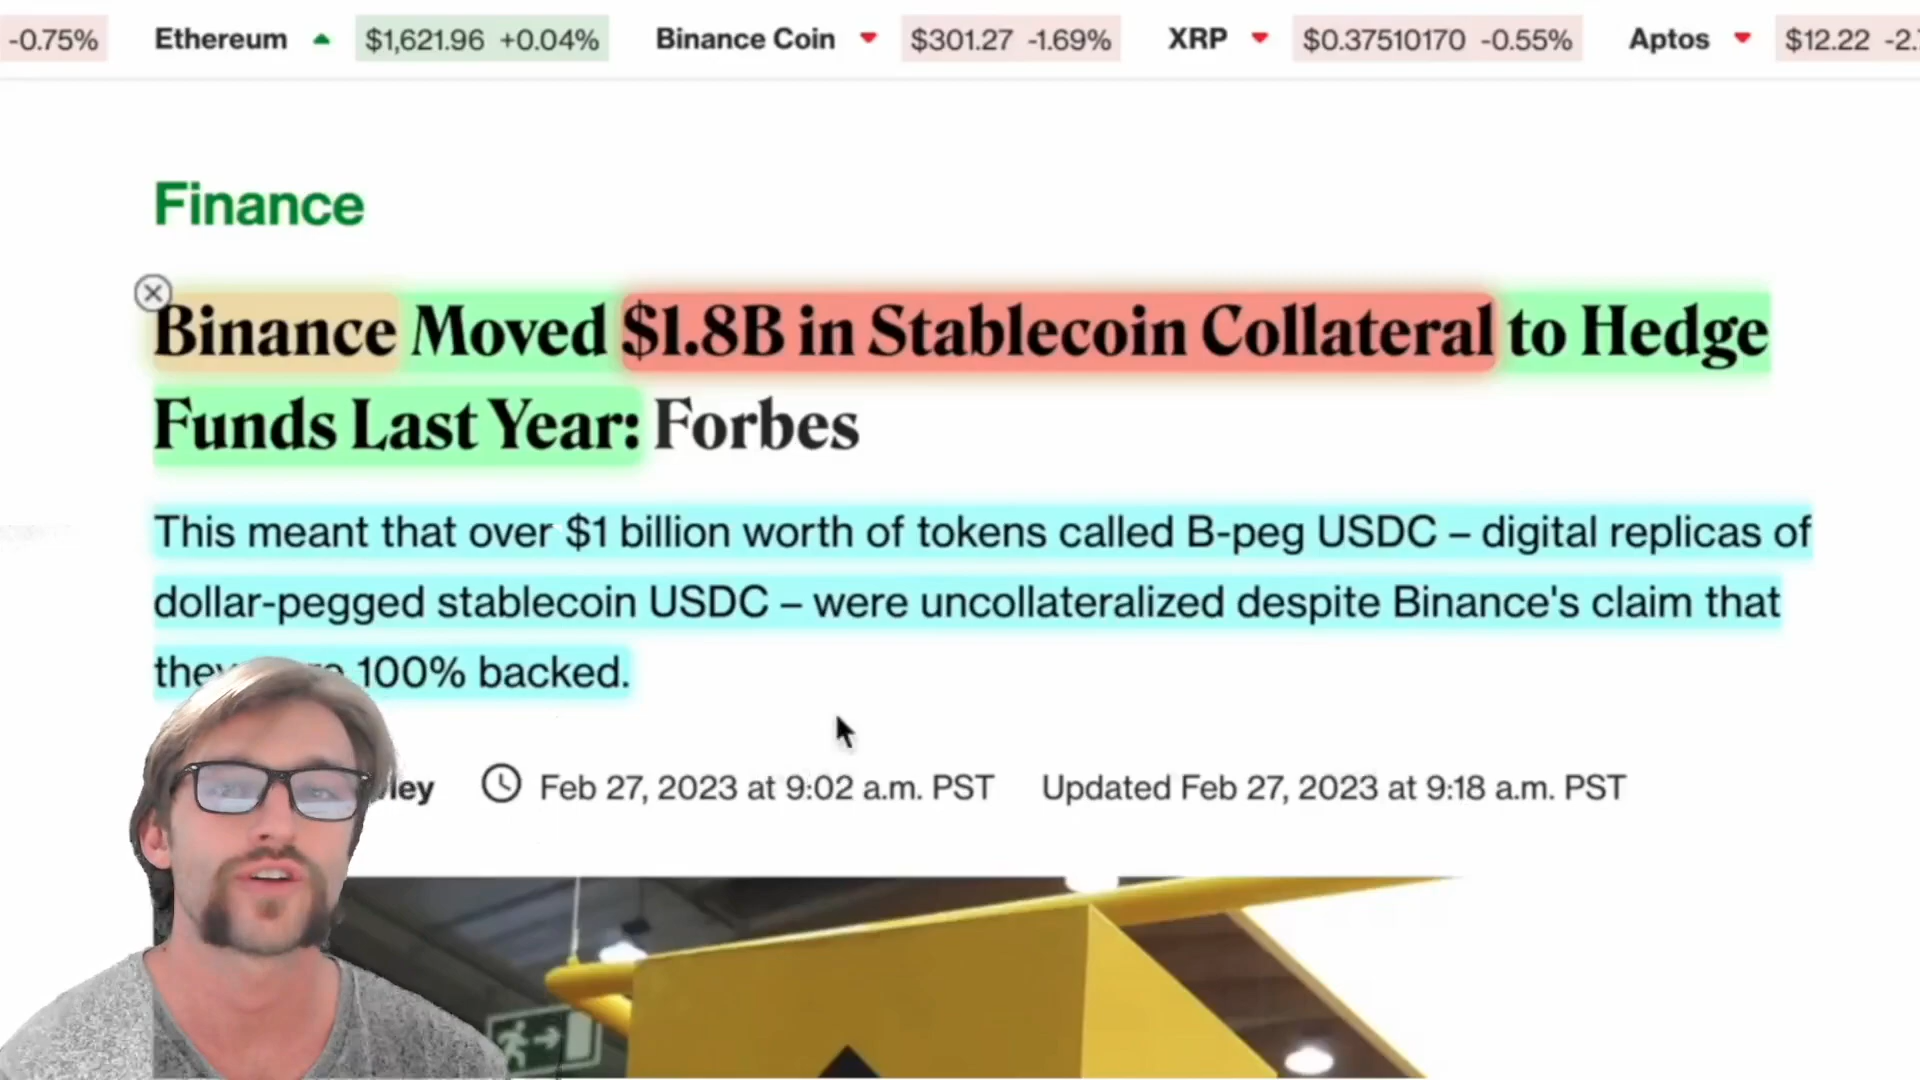 -0.75% Ethereum $1,621.96 +0.04% Binance Coin $301.27 -1.69% XRP $0.37510170 -0.55% Aptos $12.22
Finance
Binance Moved $1.8B in Stablecoin Collateral to Hedge
Funds Last Year: Forbes
This meant that over $1 billion worth of tokens called B-peg USDC – digital replicas of
dollar-pegged stablecoin USDC – were uncollateralized despite Binance's claim that
100% backed.
Feb 27, 2023 at 9:02 a.m. PST Updated Feb 27, 2023 at 9:18 a.m. PST